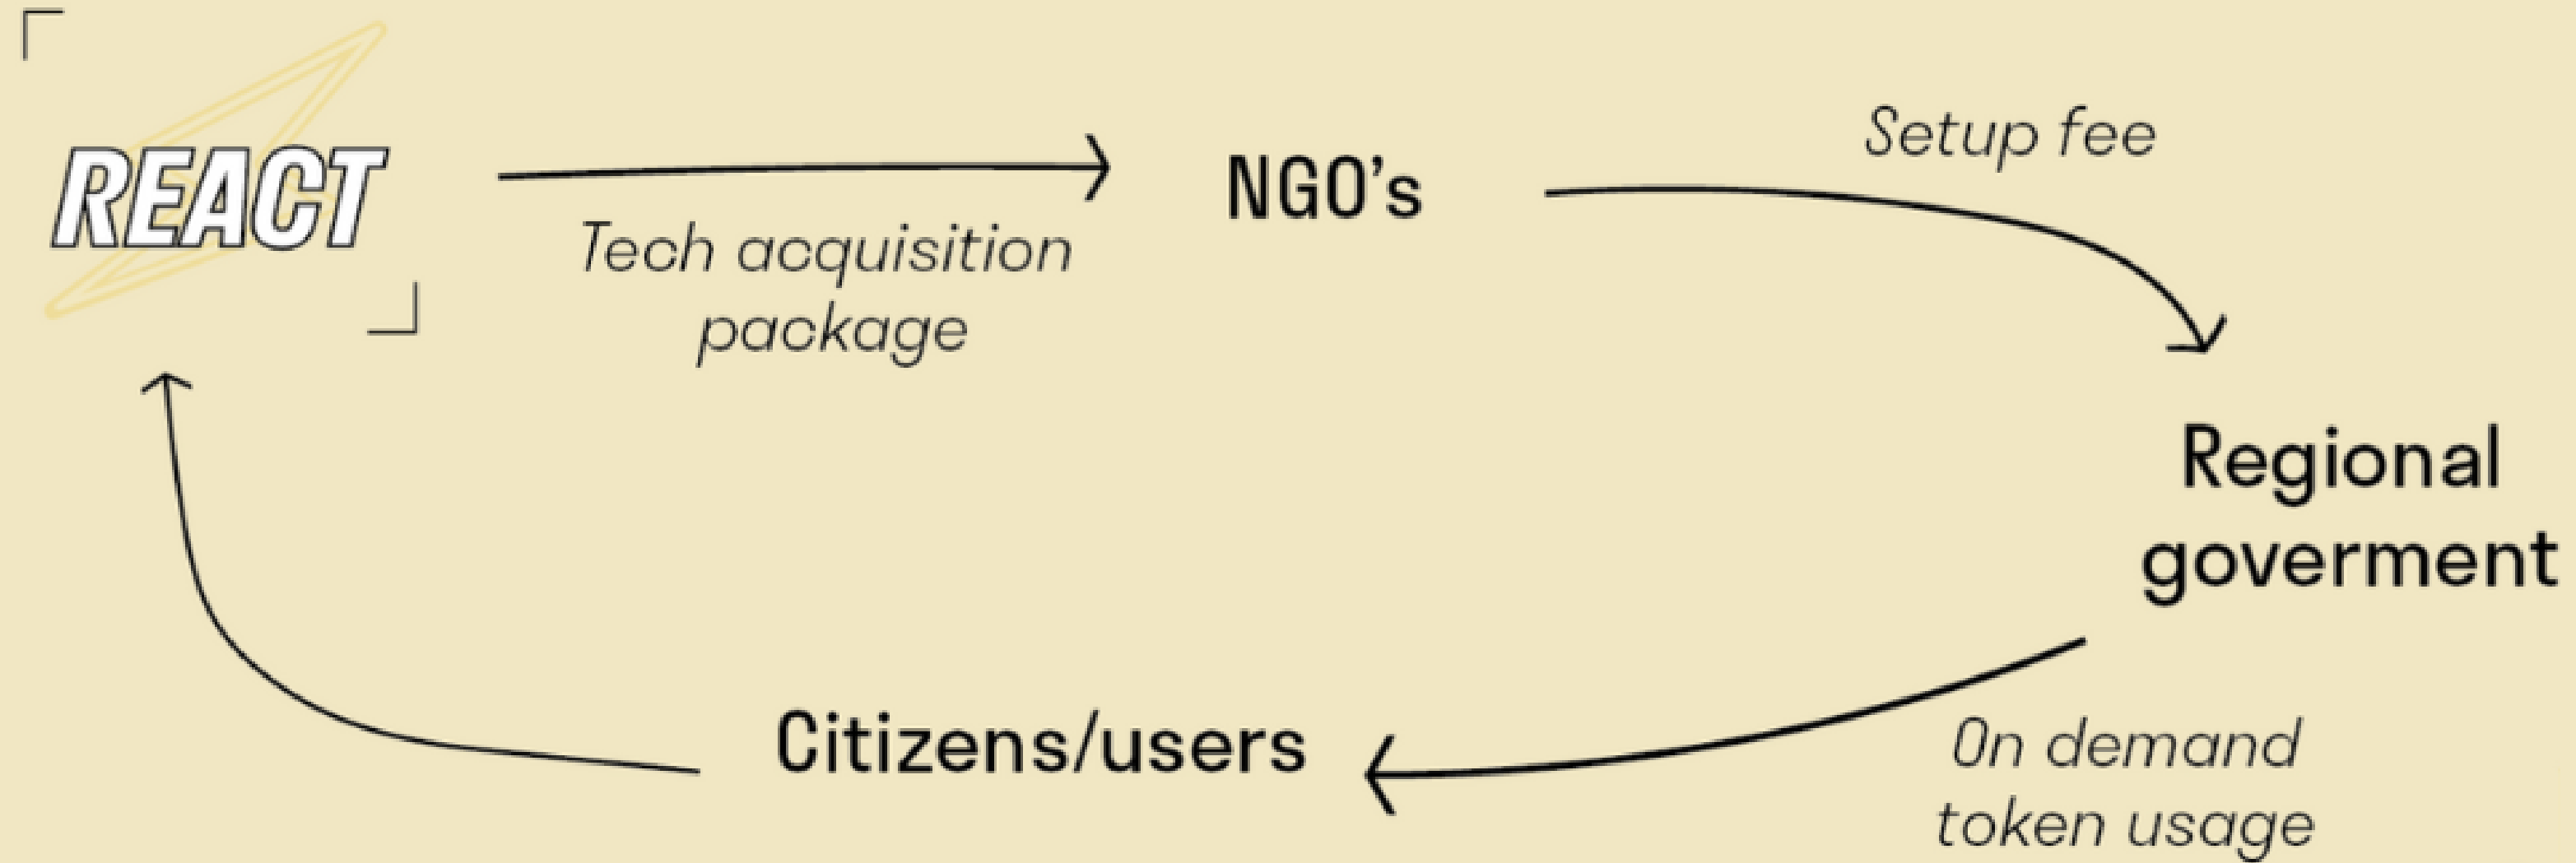 REACT
Tech acquisition
package
NGO's
Setup fee
Regional
goverment
On demand
token usage
Citizens/users